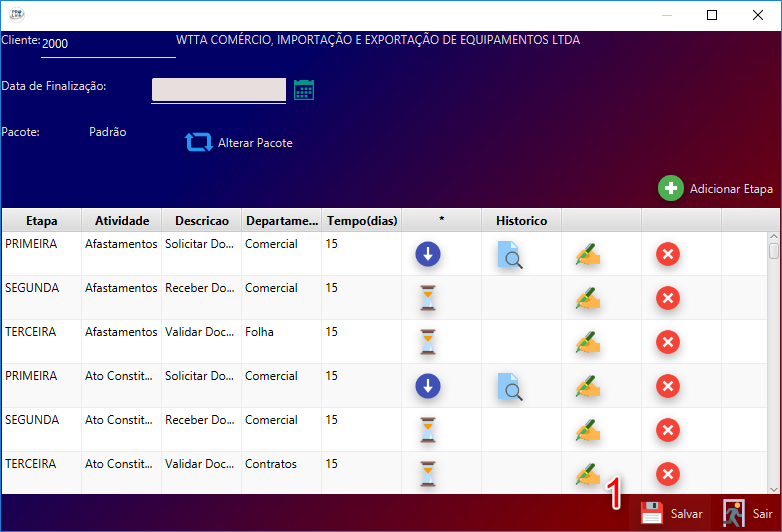 Cliente: 2000 WTTA COMÉRCIO, IMPORTAÇÃO E EXPORTAÇÃO DE EQUIPAMENTOS LTDA
Data de Finalização:
Pacote: Padrão Alterar Pacote
Adicionar Etapa
Etapa Atividade Descricao Departame... Tempo(dias) * Historico
PRIMEIRA Afastamentos Solicitar Do... Comercial 15
SEGUNDA Afastamentos Receber Do... Comercial 15
TERCEIRA Afastamentos Validar Doc... Folha 15
PRIMEIRA Ato Constit... Solicitar Do... Comercial 15
SEGUNDA Ato Constit... Receber Do... Comercial 15
TERCEIRA Ato Constit... Validar Doc... Contratos 15
1 Salvar Sair